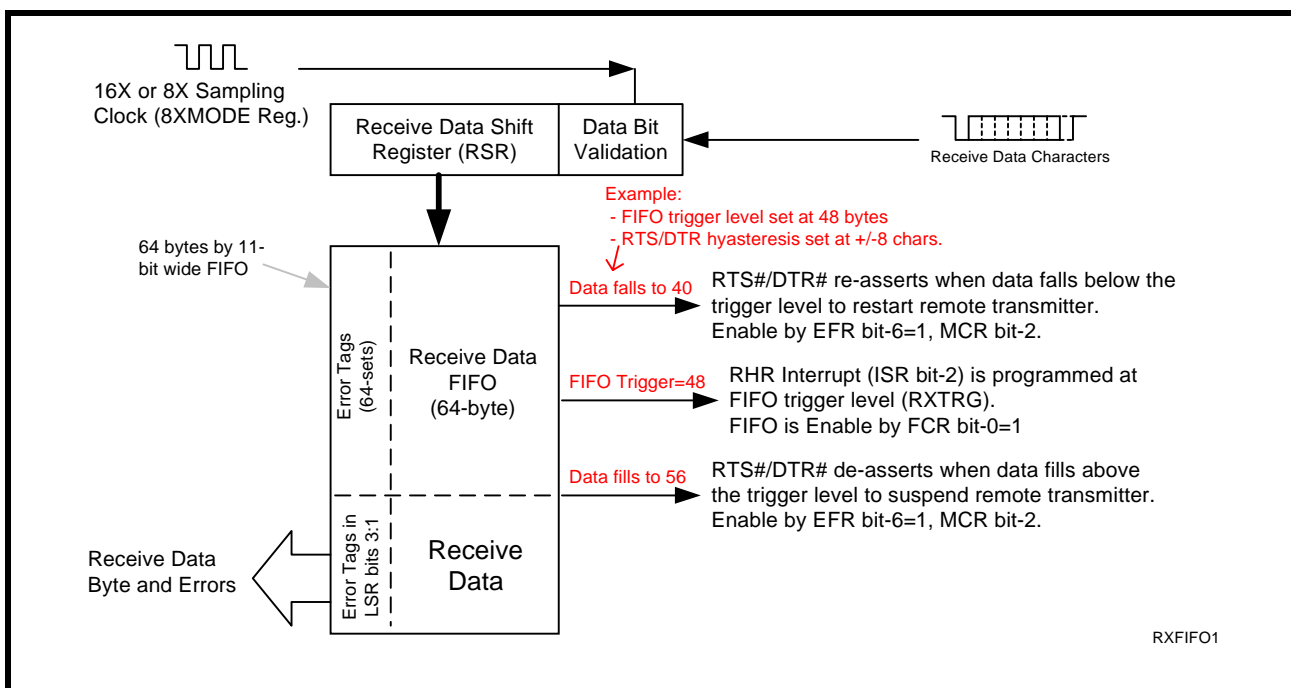 16X or 8X Sampling
Clock (8XMODE Reg.)
Receive Data Shift
Register (RSR)
Data Bit
Validation
Receive Data Characters
Example:
- FIFO trigger level set at 48 bytes
- RTS/DTR hyasteresis set at +/-8 chars.
64 bytes by 11-
bit wide FIFO
Error Tags
(64-sets)
Receive Data
FIFO
(64-byte)
Data falls to 40
RTS#/DTR# re-asserts when data falls below the
trigger level to restart remote transmitter.
Enable by EFR bit-6=1, MCR bit-2.
FIFO Trigger=48
RHR Interrupt (ISR bit-2) is programmed at
FIFO trigger level (RXTRG).
FIFO is Enable by FCR bit-0=1
Data fills to 56
RTS#/DTR# de-asserts when data fills above
the trigger level to suspend remote transmitter.
Enable by EFR bit-6=1, MCR bit-2.
Error Tags in
LSR bits 3:1
Receive
Data
Receive Data
Byte and Errors
RXFIFO1